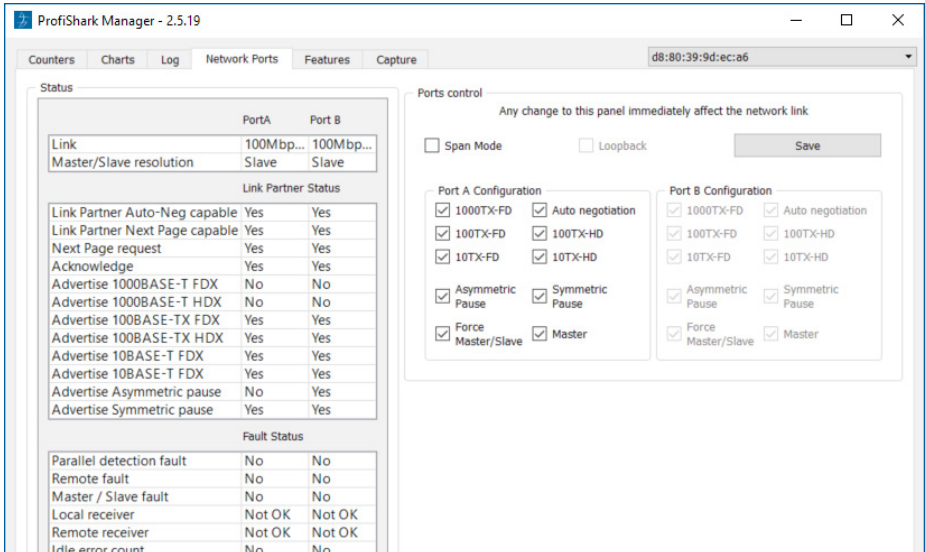 ProfiShark Manager - 2.5.19
Counters Charts Log Network Ports Features Capture d8:80:39:9d:ec:a6
Status
PortA Port B
Link 100Mbp... 100Mbp...
Master/Slave resolution Slave Slave
Link Partner Status
Link Partner Auto-Neg capable Yes Yes
Link Partner Next Page capable Yes Yes
Next Page request Yes Yes
Acknowledge Yes Yes
Advertise 1000BASE-T FDX No No
Advertise 1000BASE-T HDX No No
Advertise 100BASE-TX FDX Yes Yes
Advertise 100BASE-TX HDX Yes Yes
Advertise 10BASE-T FDX Yes Yes
Advertise 10BASE-T FDX Yes Yes
Advertise Asymmetric pause No Yes
Advertise Symmetric pause Yes Yes
Fault Status
Parallel detection fault No No
Remote fault No No
Master / Slave fault No No
Local receiver Not OK Not OK
Remote receiver Not OK Not OK
Idle error count No No
Ports control
Any change to this panel immediately affect the network link
Span Mode Loopback Save
Port A Configuration
1000TX-FD Auto negotiation
100TX-FD 100TX-HD
10TX-FD 10TX-HD
Asymmetric Pause Symmetric Pause
Force Master/Slave Master
Port B Configuration
1000TX-FD Auto negotiation
100TX-FD 100TX-HD
10TX-FD 10TX-HD
Asymmetric Pause Symmetric Pause
Force Master/Slave Master